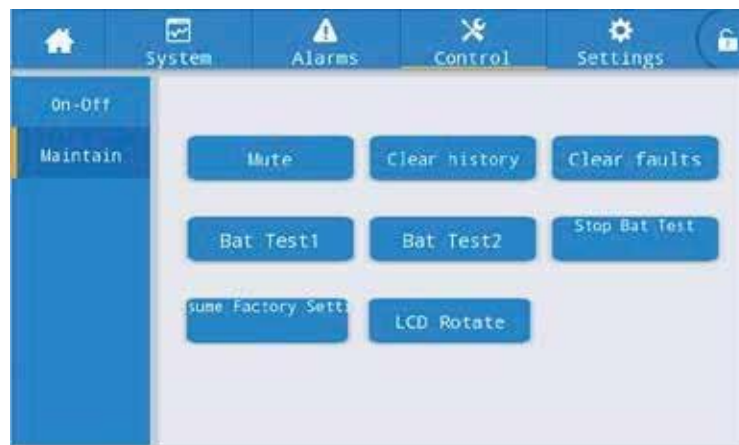 System Alarms Control Settings
On-Off
Maintain
Mute Clear history Clear faults
Bat Test1 Bat Test2 Stop Bat Test
sume Factory Setti LCD Rotate